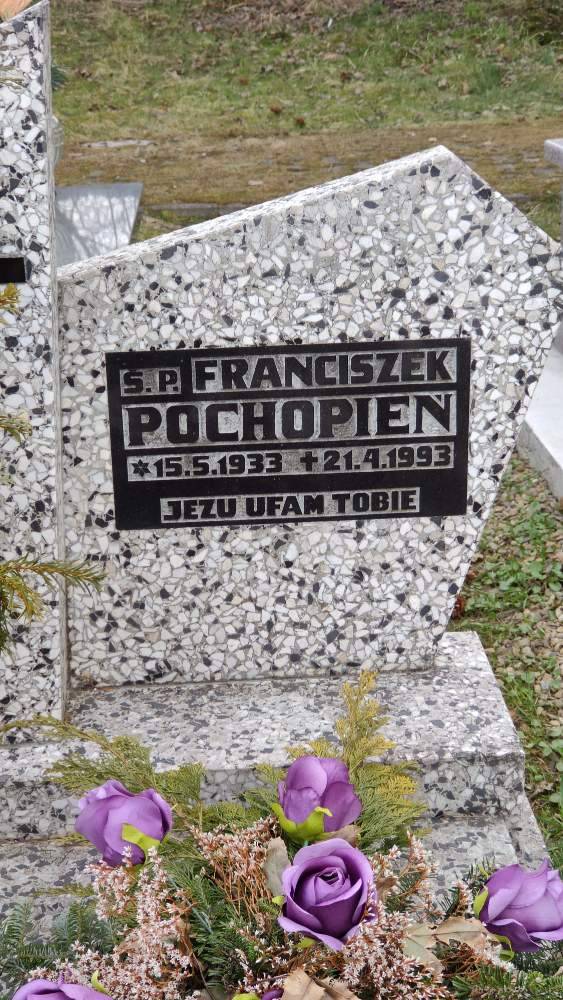 Ś.P. FRANCISZEK
POCHOPIEŃ
*15.5.1933 ✝21.4.1993
JEZU UFAM TOBIE